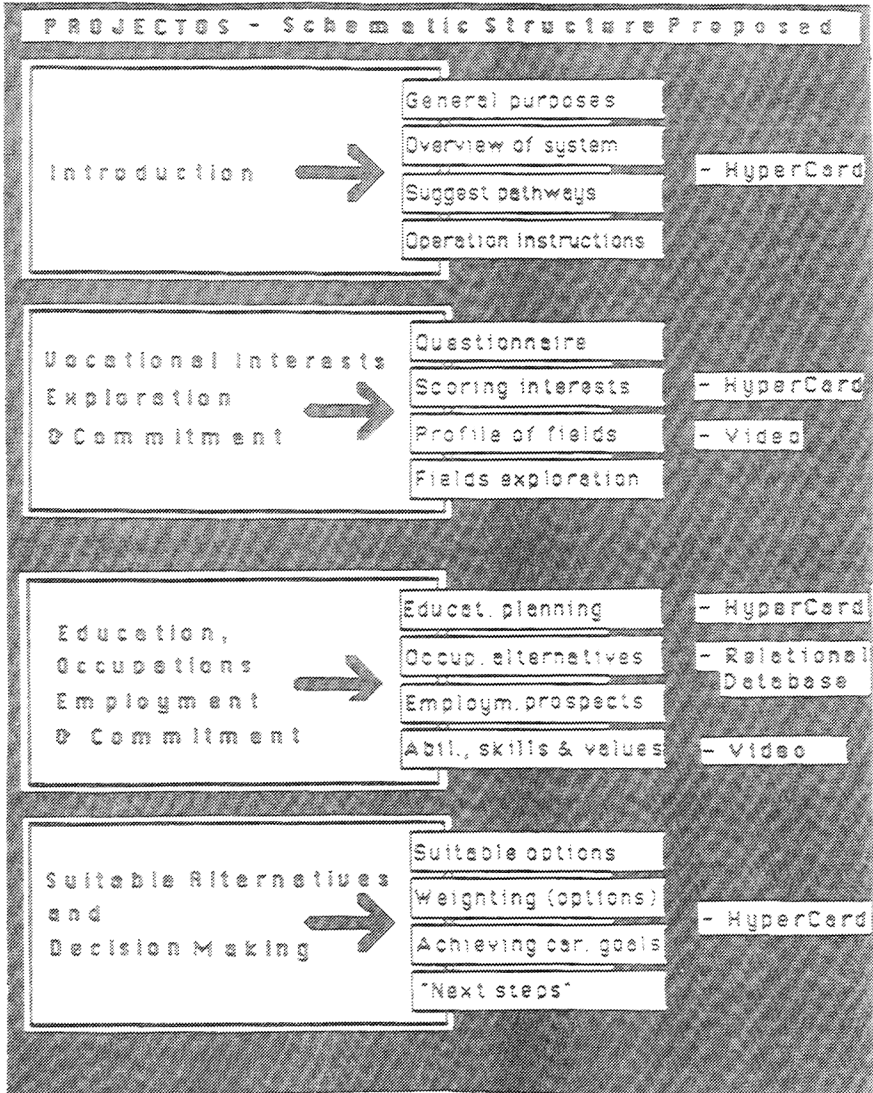 PROJECTOS - Schematic Structure Proposed
Introduction
General purposes
Overview of system
Suggest pathways
Operation instructions
- HyperCard
Vocational Interests
Exploration
& Commitment
Questionnaire
Scoring interests
Profile of fields
Fields exploration
- HyperCard
- Video
Education,
Occupations
Employment
& Commitment
Educat. planning
Occup. alternatives
Employm. prospects
Abil., skills & values
- HyperCard
- Relational
Database
- Video
Suitable Alternatives
and
Decision Making
Suitable options
Weighting (options)
Achieving car. goals
"Next steps"
- HyperCard